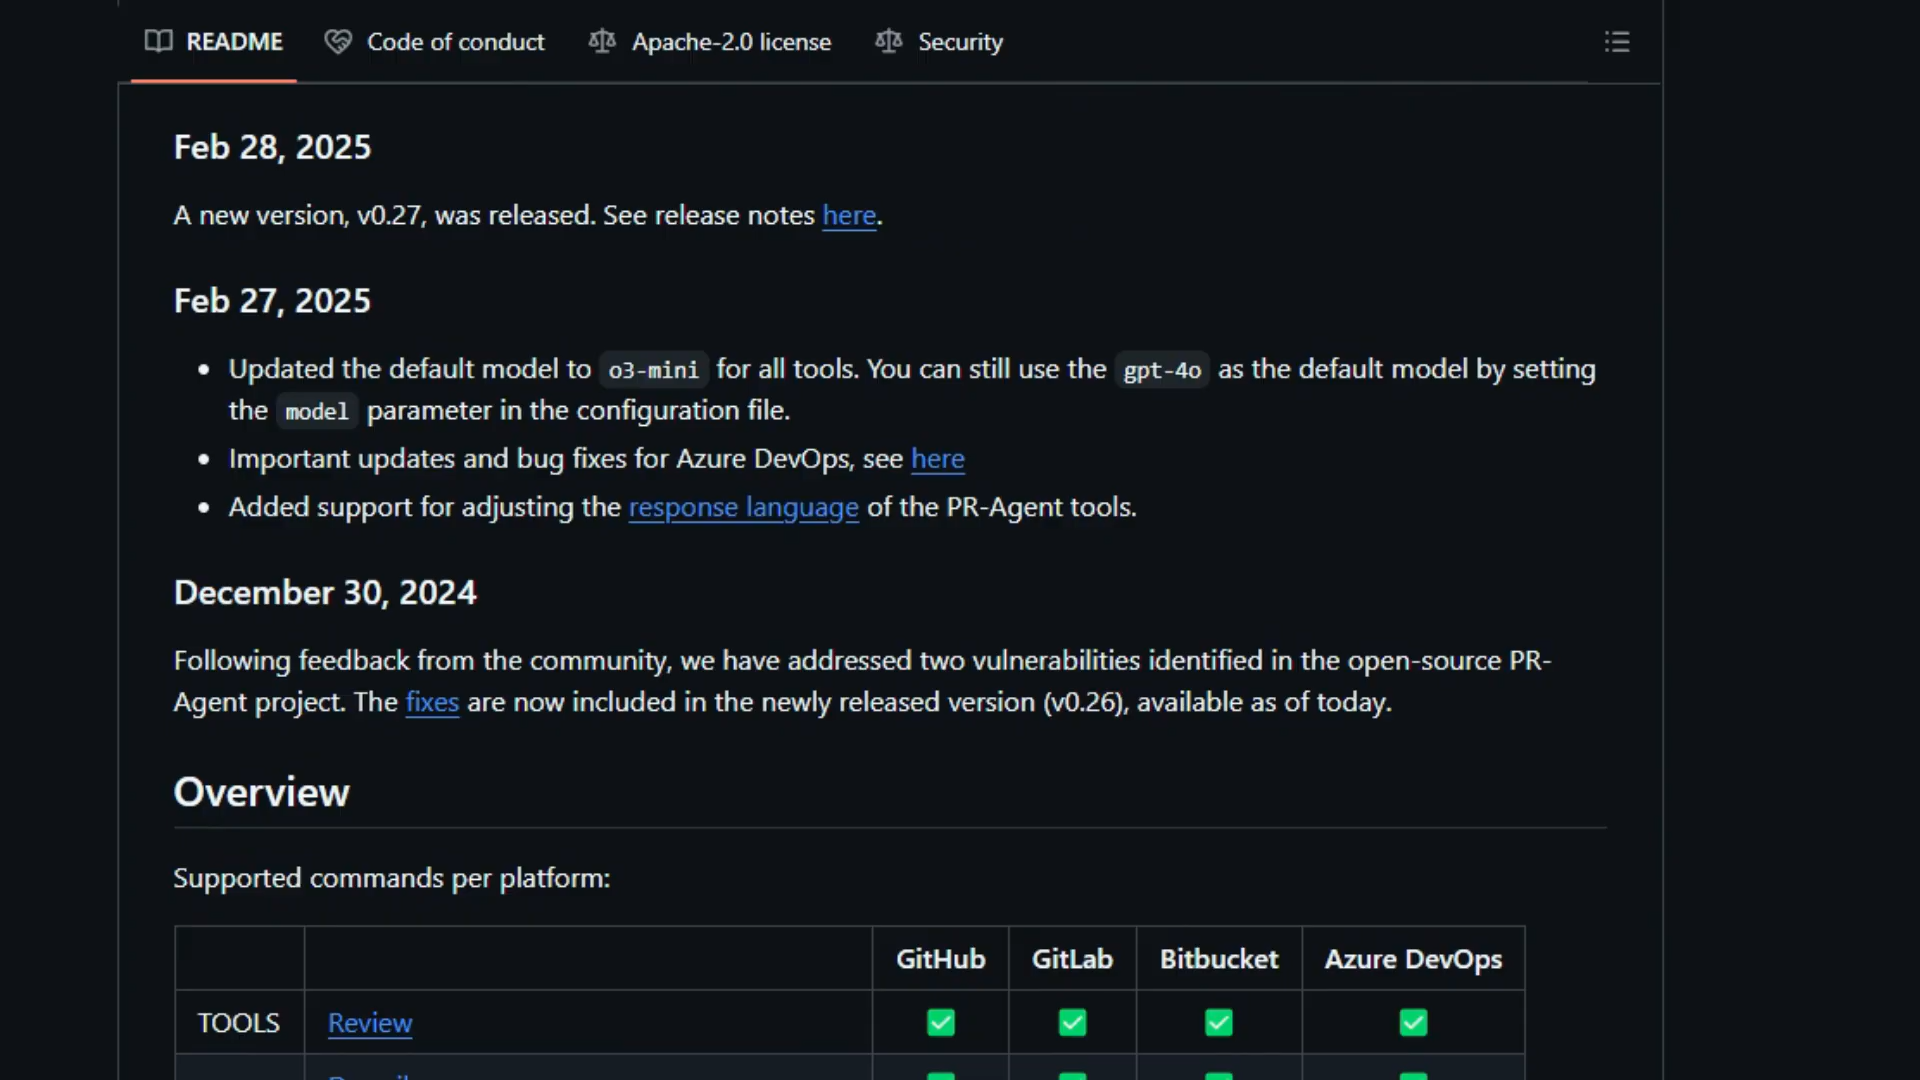 README Code of conduct Apache-2.0 license Security
Feb 28, 2025
A new version, v0.27, was released. See release notes here.
Feb 27, 2025
Updated the default model to o3-mini for all tools. You can still use the gpt-4o as the default model by setting
the model parameter in the configuration file.
Important updates and bug fixes for Azure DevOps, see here
Added support for adjusting the response language of the PR-Agent tools.
December 30, 2024
Following feedback from the community, we have addressed two vulnerabilities identified in the open-source PR-
Agent project. The fixes are now included in the newly released version (v0.26), available as of today.
Overview
Supported commands per platform:
GitHub GitLab Bitbucket Azure DevOps
TOOLS Review